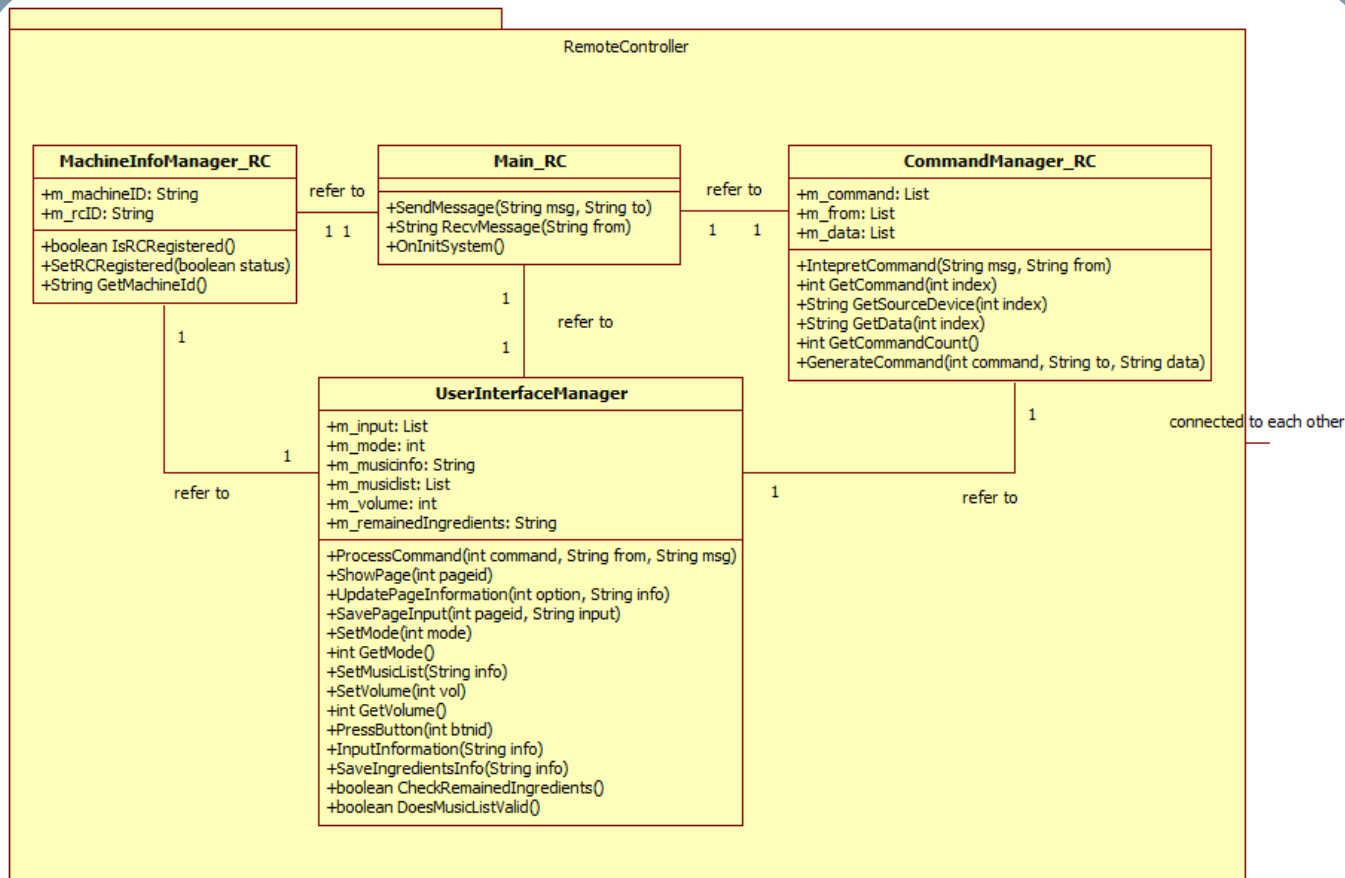 RemoteController
MachineInfoManager_RC
+m_machineID: String
+m_rcID: String
+boolean IsRCRegistered()
+SetRCRegistered(boolean status)
+String GetMachineId()
refer to
1 1
Main_RC
+SendMessage(String msg, String to)
+String RecvMessage(String from)
+OnInitSystem()
refer to
1 1
CommandManager_RC
+m_command: List
+m_from: List
+m_data: List
+IntepretCommand(String msg, String from)
+int GetCommand(int index)
+String GetSourceDevice(int index)
+String GetData(int index)
+int GetCommandCount()
+GenerateCommand(int command, String to, String data)
1
refer to
1
1
1
refer to
UserInterfaceManager
+m_input: List
+m_mode: int
+m_musicinfo: String
+m_musiclist: List
+m_volume: int
+m_remainedIngredients: String
+ProcessCommand(int command, String from, String msg)
+ShowPage(int pageid)
+UpdatePageInformation(int option, String info)
+SavePageInput(int pageid, String input)
+SetMode(int mode)
+int GetMode()
+SetMusicList(String info)
+SetVolume(int vol)
+int GetVolume()
+PressButton(int btnid)
+InputInformation(String info)
+SaveIngredientsInfo(String info)
+boolean CheckRemainedIngredients()
+boolean DoesMusicListValid()
1
1
refer to
connected to each other